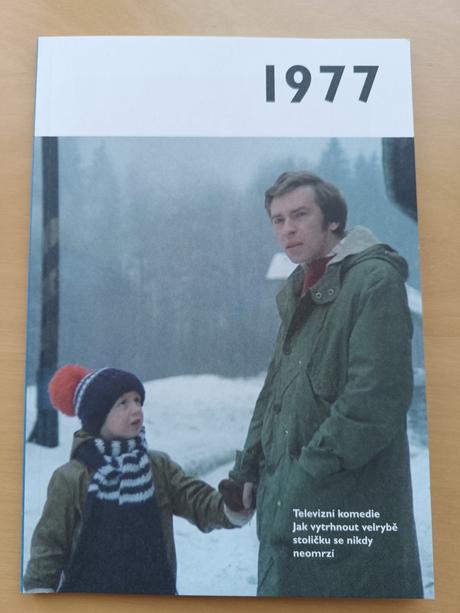 1977
Televizní komedie
Jak vytrhnout velrybě
stoličku se nikdy
neomrzí